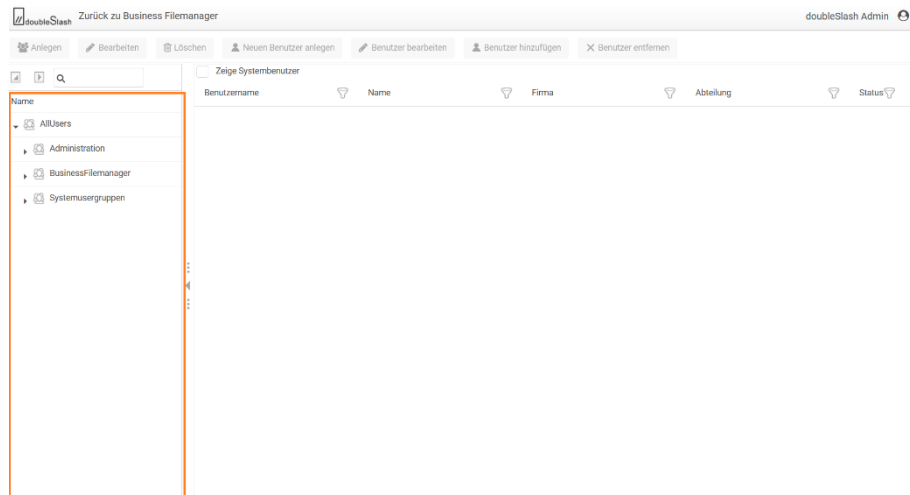 doubleSlash Zurück zu Business Filemanager doubleSlash Admin
Anlegen Bearbeiten Löschen Neuen Benutzer anlegen Benutzer bearbeiten Benutzer hinzufügen Benutzer entfernen
Zeige Systembenutzer
Benutzername Name Firma Abteilung Status
Name
AllUsers
Administration
BusinessFilemanager
Systemusergruppen